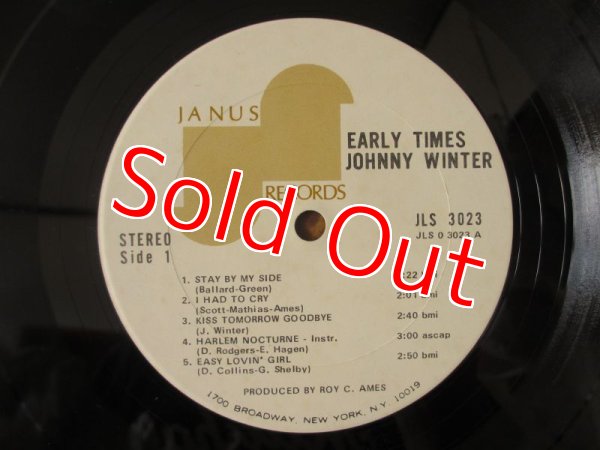 JANUS
RECORDS
EARLY TIMES
JOHNNY WINTER
Sold Out
STEREO
Side 1
JLS 3023
JLS 0 3023 A
1. STAY BY MY SIDE
(Ballard-Green)
2. I HAD TO CRY 2:01 bmi
(Scott-Mathias-Ames)
3. KISS TOMORROW GOODBYE 2:40 bmi
(J. Winter)
4. HARLEM NOCTURNE - Instr. 3:00 ascap
(D. Rodgers-E. Hagen)
5. EASY LOVIN' GIRL 2:50 bmi
(D. Collins-G. Shelby)
PRODUCED BY ROY C. AMES
1700 BROADWAY, NEW YORK, N.Y. 10019